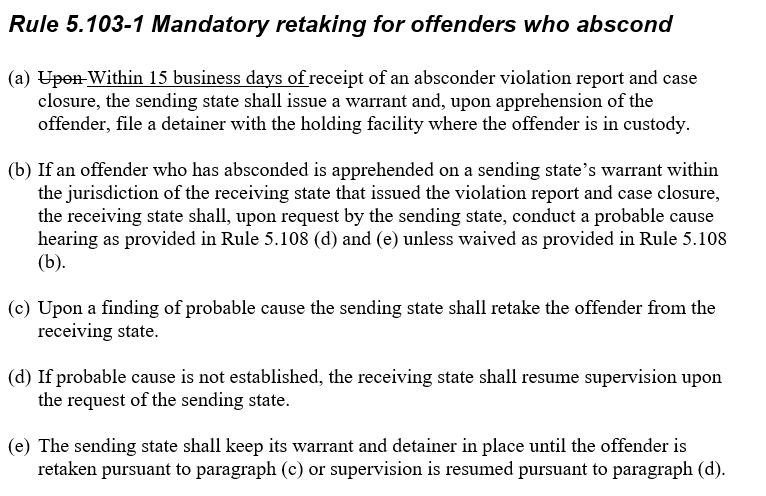 Rule 5.103-1 Mandatory retaking for offenders who abscond
(a) Upon Within 15 business days of receipt of an absconder violation report and case
closure, the sending state shall issue a warrant and, upon apprehension of the
offender, file a detainer with the holding facility where the offender is in custody.
(b) If an offender who has absconded is apprehended on a sending state’s warrant within
the jurisdiction of the receiving state that issued the violation report and case closure,
the receiving state shall, upon request by the sending state, conduct a probable cause
hearing as provided in Rule 5.108 (d) and (e) unless waived as provided in Rule 5.108
(b).
(c) Upon a finding of probable cause the sending state shall retake the offender from the
receiving state.
(d) If probable cause is not established, the receiving state shall resume supervision upon
the request of the sending state.
(e) The sending state shall keep its warrant and detainer in place until the offender is
retaken pursuant to paragraph (c) or supervision is resumed pursuant to paragraph (d).